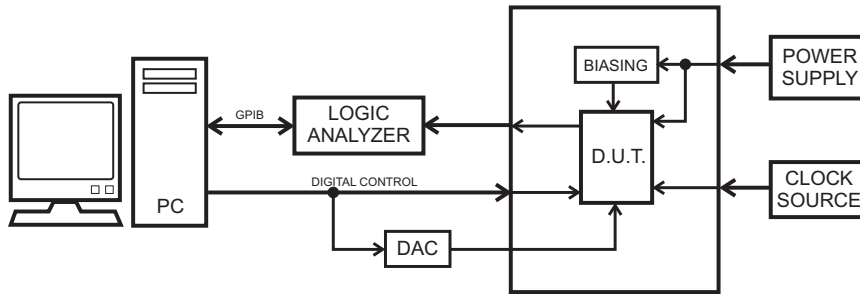 BIASING
POWER
SUPPLY
GPIB
LOGIC
ANALYZER
D.U.T.
DIGITAL CONTROL
PC
CLOCK
SOURCE
DAC